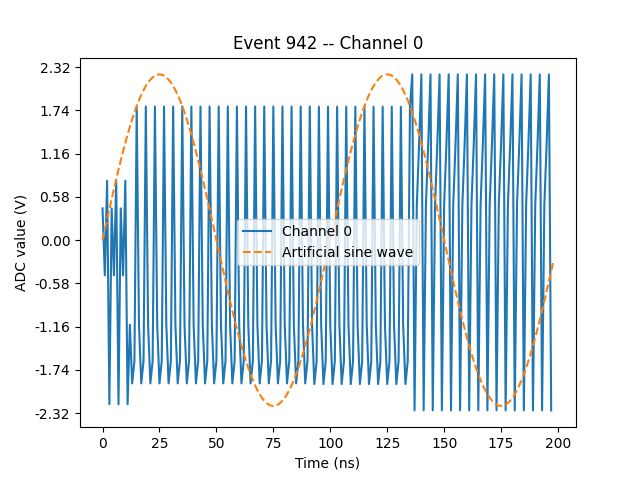 Event 942 -- Channel 0
2.32
1.74
1.16
0.58
0.00
-0.58
-1.16
-1.74
-2.32
ADC value (V)
Channel 0
Artificial sine wave
0 25 50 75 100 125 150 175 200
Time (ns)